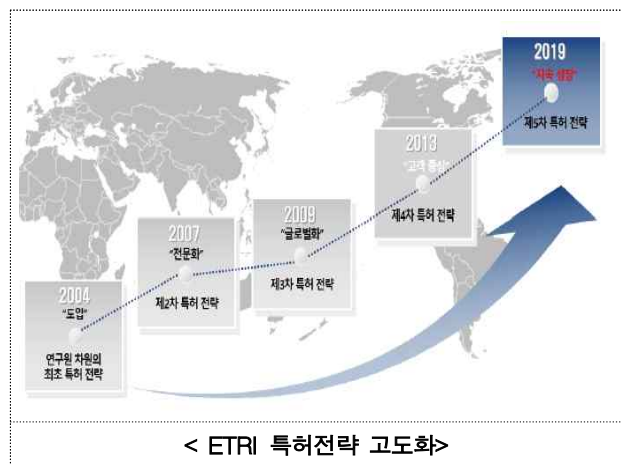 2004
"도입"
연구원 차원의
최초 특허 전략
2007
"전문화"
제2차 특허 전략
2009
"글로벌화"
제3차 특허 전략
2013
"고객 중심"
제4차 특허 전략
2019
"지속 성장"
제5차 특허 전략
< ETRI 특허전략 고도화>